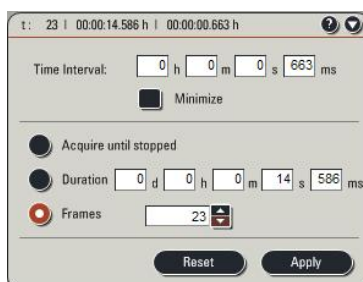 t: 23 | 00:00:14.586 h | 00:00:00.663 h ?
Time Interval: 0 h 0 m 0 s 663 ms
Minimize
Acquire until stopped
Duration 0 d 0 h 0 m 14 s 586 ms
Frames 23
Reset Apply